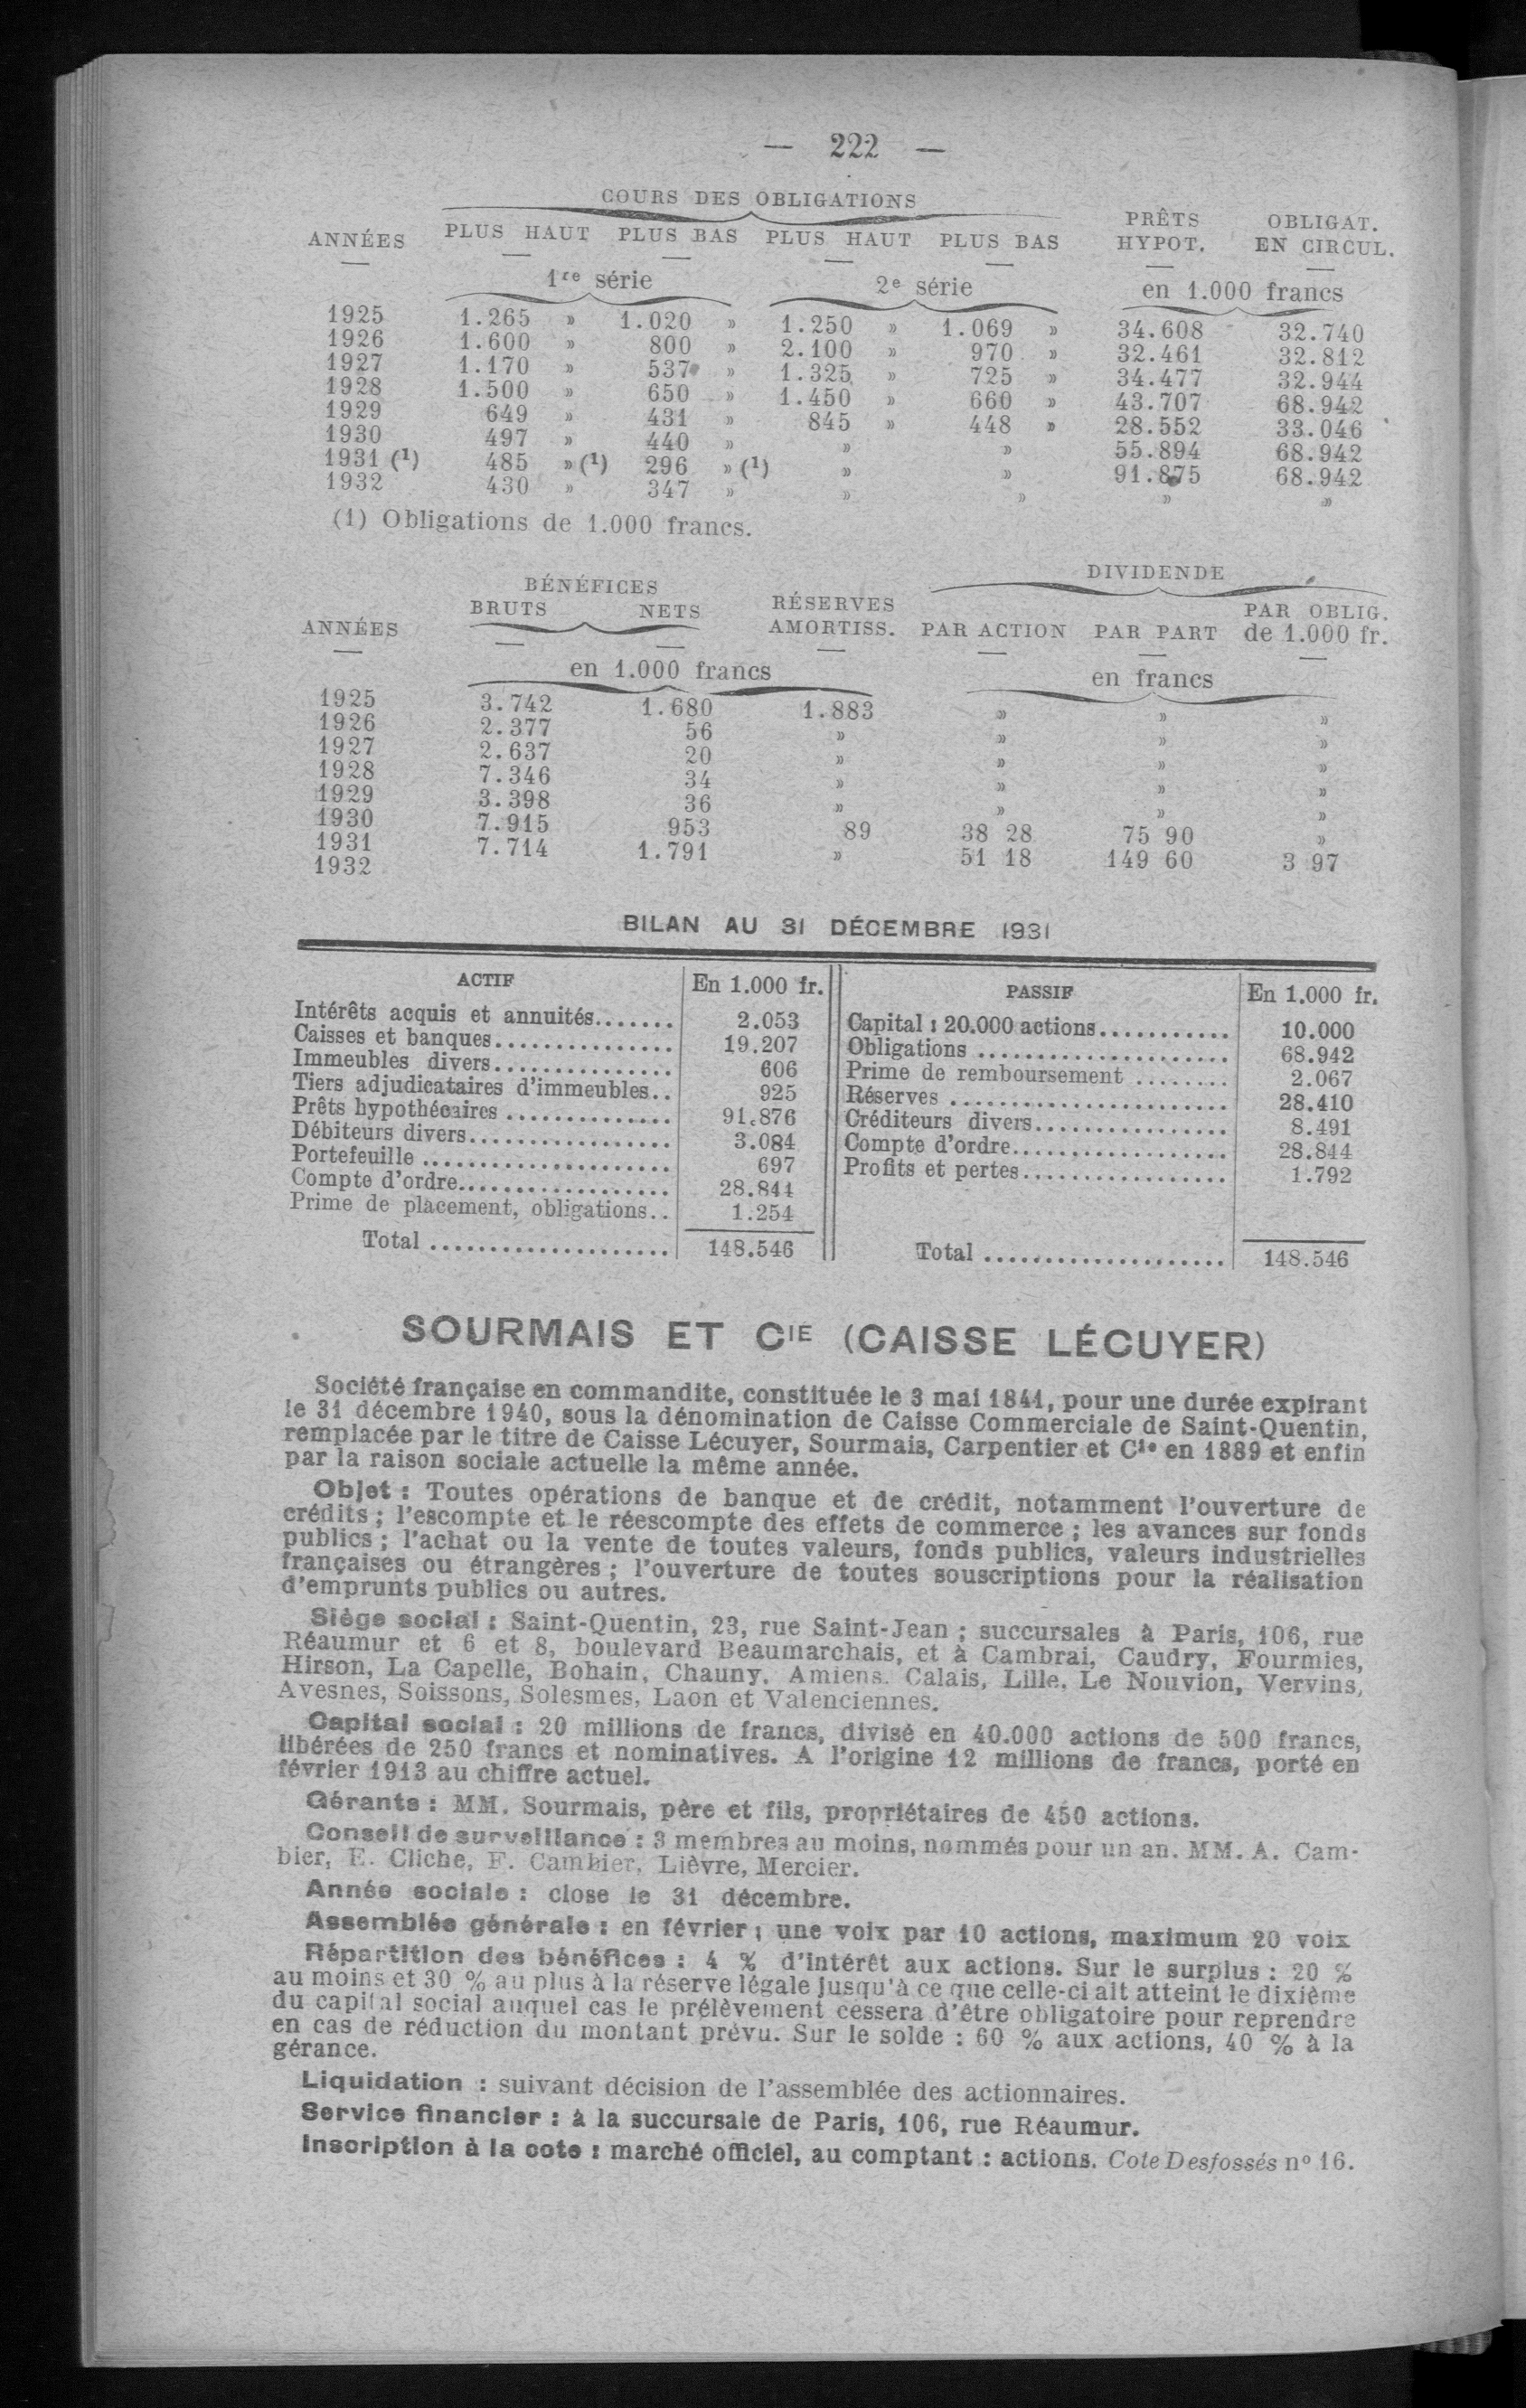 — 222 —
COURS DES OBLIGATIONS
ANNÉES PLUS HAUT PLUS BAS PLUS HAUT PLUS BAS PRÊTS HYPOT. OBLIGAT. EN CIRCUL.
1re série 2e série en 1.000 francs
1925 1.265 » 1.020 » 1.250 » 1.069 » 34.608 32.740
1926 1.600 » 800 » 2.100 » 970 » 32.461 32.812
1927 1.170 » 537 » 1.325 » 725 » 34.477 32.944
1928 1.500 » 650 » 1.450 » 660 » 43.707 68.942
1929 649 » 431 » 845 » 448 » 28.552 33.046
1930 497 » 440 » » » 55.894 68.942
1931 (1) 485 » (1) 296 » (1) » » 91.875 68.942
1932 430 » 347 » » » » »
(1) Obligations de 1.000 francs.
ANNÉES BÉNÉFICES BRUTS NETS RÉSERVES AMORTISS. DIVIDENDE PAR ACTION PAR PART PAR OBLIG. de 1.000 fr.
en 1.000 francs en francs
1925 3.742 1.680 1.883 » » »
1926 2.377 56 » » » »
1927 2.637 20 » » » »
1928 7.346 34 » » » »
1929 3.398 36 » » » »
1930 7.915 953 89 38 28 75 90 »
1931 7.714 1.791 » 51 18 149 60 3 97
1932
BILAN AU 31 DÉCEMBRE 1931
ACTIF En 1.000 fr. PASSIF En 1.000 fr.
Intérêts acquis et annuités....... 2.053 Capital : 20.000 actions........... 10.000
Caisses et banques............... 19.207 Obligations ..................... 68.942
Immeubles divers............... 606 Prime de remboursement ........ 2.067
Tiers adjudicataires d'immeubles.. 925 Réserves ....................... 28.410
Prêts hypothécaires .............. 91.876 Créditeurs divers................ 8.491
Débiteurs divers................. 3.084 Compte d'ordre.................. 28.844
Portefeuille ..................... 697 Profits et pertes................. 1.792
Compte d'ordre.................. 28.844
Prime de placement, obligations.. 1.254
Total .................... 148.546 Total .................... 148.546
SOURMAIS ET CIE (CAISSE LÉCUYER)
Société française en commandite, constituée le 3 mai 1841, pour une durée expirant
le 31 décembre 1940, sous la dénomination de Caisse Commerciale de Saint-Quentin,
remplacée par le titre de Caisse Lécuyer, Sourmais, Carpentier et Cie en 1889 et enfin
par la raison sociale actuelle la même année.
Objet : Toutes opérations de banque et de crédit, notamment l'ouverture de
crédits ; l'escompte et le réescompte des effets de commerce ; les avances sur fonds
publics ; l'achat ou la vente de toutes valeurs, fonds publics, valeurs industrielles
françaises ou étrangères ; l'ouverture de toutes souscriptions pour la réalisation
d'emprunts publics ou autres.
Siège social : Saint-Quentin, 23, rue Saint-Jean ; succursales à Paris, 106, rue
Réaumur et 6 et 8, boulevard Beaumarchais, et à Cambrai, Caudry, Fourmies,
Hirson, La Capelle, Bohain, Chauny, Amiens, Calais, Lille, Le Nouvion, Vervins,
Avesnes, Soissons, Solesmes, Laon et Valenciennes.
Capital social : 20 millions de francs, divisé en 40.000 actions de 500 francs,
libérées de 250 francs et nominatives. A l'origine 12 millions de francs, porté en
février 1913 au chiffre actuel.
Gérants : MM. Sourmais, père et fils, propriétaires de 450 actions.
Conseil de surveillance : 3 membres au moins, nommés pour un an. MM. A. Cam-
bier, E. Cliche, F. Cambier, Lièvre, Mercier.
Année sociale : close le 31 décembre.
Assemblée générale : en février ; une voix par 10 actions, maximum 20 voix
Répartition des bénéfices : 4 % d'intérêt aux actions. Sur le surplus : 20 %
au moins et 30 % au plus à la réserve légale jusqu'à ce que celle-ci ait atteint le dixième
du capital social auquel cas le prélèvement cessera d'être obligatoire pour reprendre
en cas de réduction du montant prévu. Sur le solde : 60 % aux actions, 40 % à la
gérance.
Liquidation : suivant décision de l'assemblée des actionnaires.
Service financier : à la succursale de Paris, 106, rue Réaumur.
Inscription à la cote : marché officiel, au comptant : actions. Cote Desfossés n° 16.